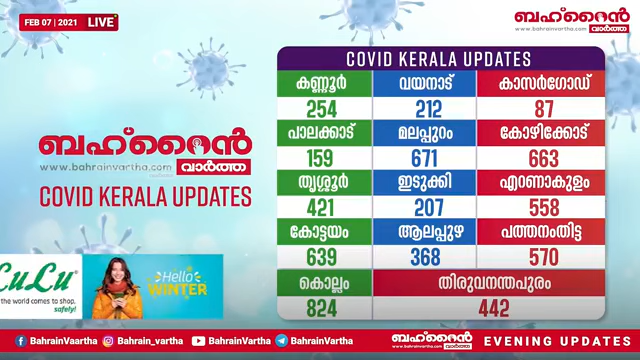 FEB 07 | 2021 LIVE
ബഹ്റൈൻ
www.bahrainvartha.com വാർത്ത
COVID KERALA UPDATES
കണ്ണൂർ വയനാട് കാസർഗോഡ്
254 212 87
പാലക്കാട് മലപ്പുറം കോഴിക്കോട്
159 671 663
തൃശ്ശൂർ ഇടുക്കി എറണാകുളം
421 207 558
കോട്ടയം ആലപ്പുഴ പത്തനംതിട്ട
639 368 570
കൊല്ലം തിരുവനന്തപുരം
824 442
ബഹ്റൈൻ
www.bahrainvartha.com വാർത്ത
COVID KERALA UPDATES
LuLu
the world comes to shop.
safely!
Hello
WINTER
BahrainVaartha Bahrain_vartha BahrainVaartha ബഹ്റൈൻ വാർത്ത EVENING UPDATES